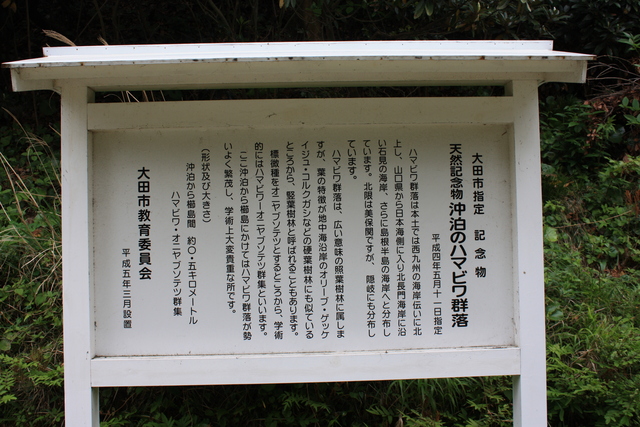 大田市指定　記念物
天然記念物 沖泊のハマビワ群落
平成四年五月十一日指定
ハマビワ群落は本土では西九州の海岸伝いに北
上し、山口県から日本海側に入り北長門海岸に沿
い石見の海岸、さらに島根半島の海岸へと分布し
ています。北限は美保関ですが、隠岐にも分布し
ています。
ハマビワ群落は、広い意味の照葉樹林に属しま
すが、葉の特徴が地中海沿岸のオリーブ・ゲッケ
イジュ・コルクガシなどの硬葉樹林にも似ている
ところから、竪葉樹林と呼ばれることもあります。
標徴種をオニヤブソテツとするところから、学術
的にはハマビワーオニヤブソテツ群集といいます。
ここ沖泊から櫛島にかけてはハマビワ群落が勢
いよく繁茂し、学術上大変貴重な所です。
（形状及び大きさ）
沖泊から櫛島間　約〇・五キロメートル
ハマビワ・オニヤブソテツ群集
大田市教育委員会
平成五年三月設置